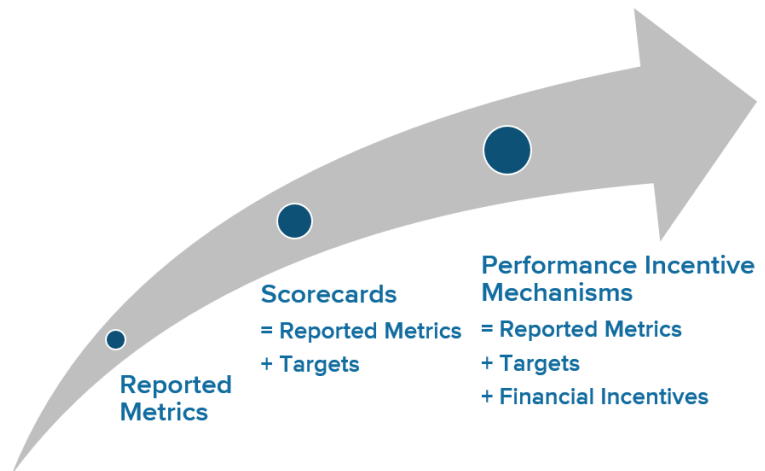 Reported
Metrics
Scorecards
= Reported Metrics
+ Targets
Performance Incentive
Mechanisms
= Reported Metrics
+ Targets
+ Financial Incentives